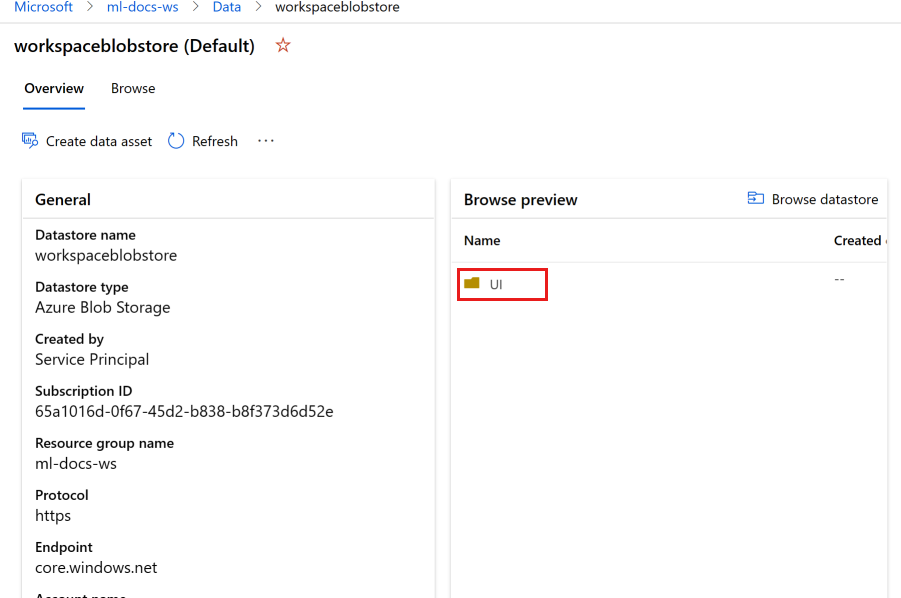 Microsoft > ml-docs-ws > Data > workspaceblobstore
workspaceblobstore (Default)
Overview Browse
Create data asset Refresh ...
General
Datastore name
workspaceblobstore
Datastore type
Azure Blob Storage
Created by
Service Principal
Subscription ID
65a1016d-0f67-45d2-b838-b8f373d6d52e
Resource group name
ml-docs-ws
Protocol
https
Endpoint
core.windows.net
Account name
Browse preview Browse datastore
Name Created
UI --